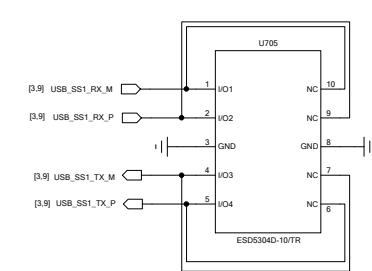 U705
[3,9] USB_SS1_RX_M 1 I/O1 NC 10
[3,9] USB_SS1_RX_P 2 I/O2 NC 9
3 GND GND 8
[3,9] USB_SS1_TX_M 4 I/O3 NC 7
[3,9] USB_SS1_TX_P 5 I/O4 NC 6
ESD5304D-10/TR